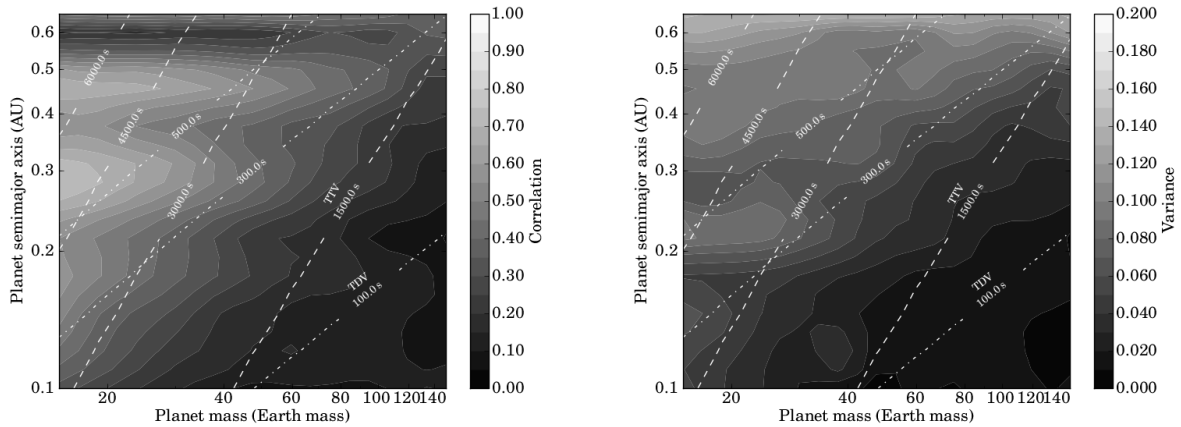 0.6
0.5
0.4
0.3
0.2
0.1
Planet semimajor axis (AU)
20
40
60
80
100
120
140
Planet mass (Earth mass)
6000.0 s
4500.0 s
500.0 s
3000.0 s
300.0 s
TTV
1500.0 s
TDV
100.0 s
1.00
0.90
0.80
0.70
0.60
0.50
0.40
0.30
0.20
0.10
0.00
Correlation
0.6
0.5
0.4
0.3
0.2
0.1
Planet semimajor axis (AU)
20
40
60
80
100
120
140
Planet mass (Earth mass)
6000.0 s
4500.0 s
500.0 s
3000.0 s
300.0 s
TTV
1500.0 s
TDV
100.0 s
0.200
0.180
0.160
0.140
0.120
0.100
0.080
0.060
0.040
0.020
0.000
Variance